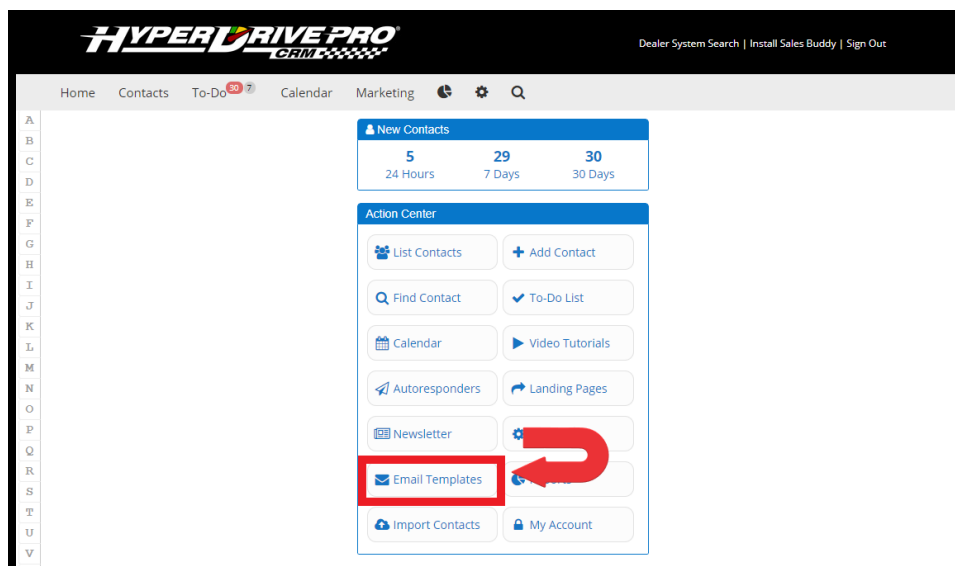 HYPERDRIVE PRO
CRM
Dealer System Search | Install Sales Buddy | Sign Out
Home Contacts To-Do 30 7 Calendar Marketing
A
B
C
D
E
F
G
H
I
J
K
L
M
N
O
P
Q
R
S
T
U
V
New Contacts
5 29 30
24 Hours 7 Days 30 Days
Action Center
List Contacts Add Contact
Find Contact To-Do List
Calendar Video Tutorials
Autoresponders Landing Pages
Newsletter
Email Templates
Import Contacts My Account